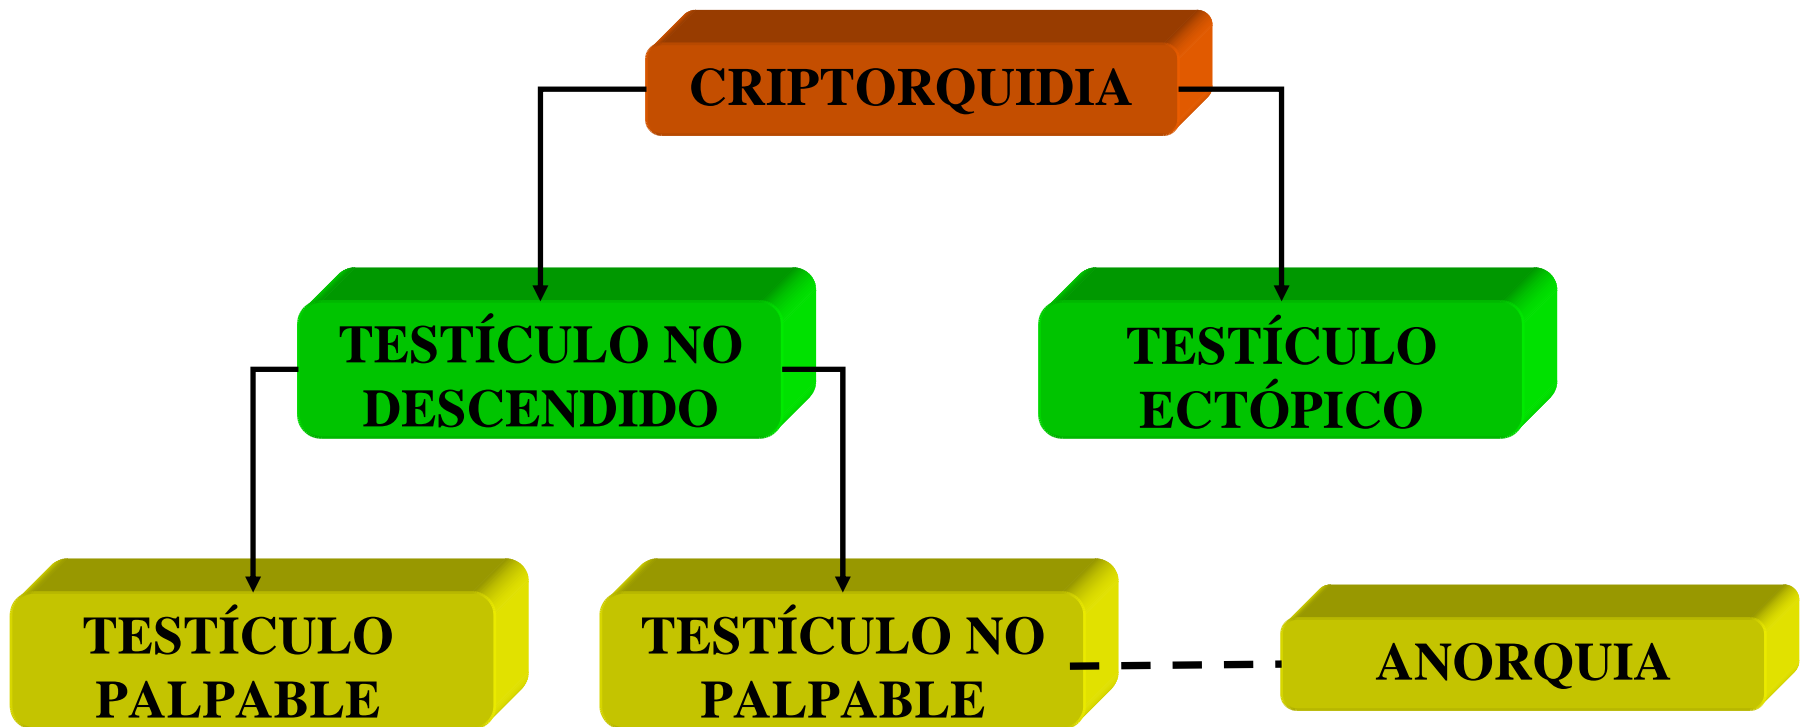 CRIPTORQUIDIA
TESTÍCULO NO
DESCENDIDO
TESTÍCULO
ECTÓPICO
TESTÍCULO
PALPABLE
TESTÍCULO NO
PALPABLE
ANORQUIA